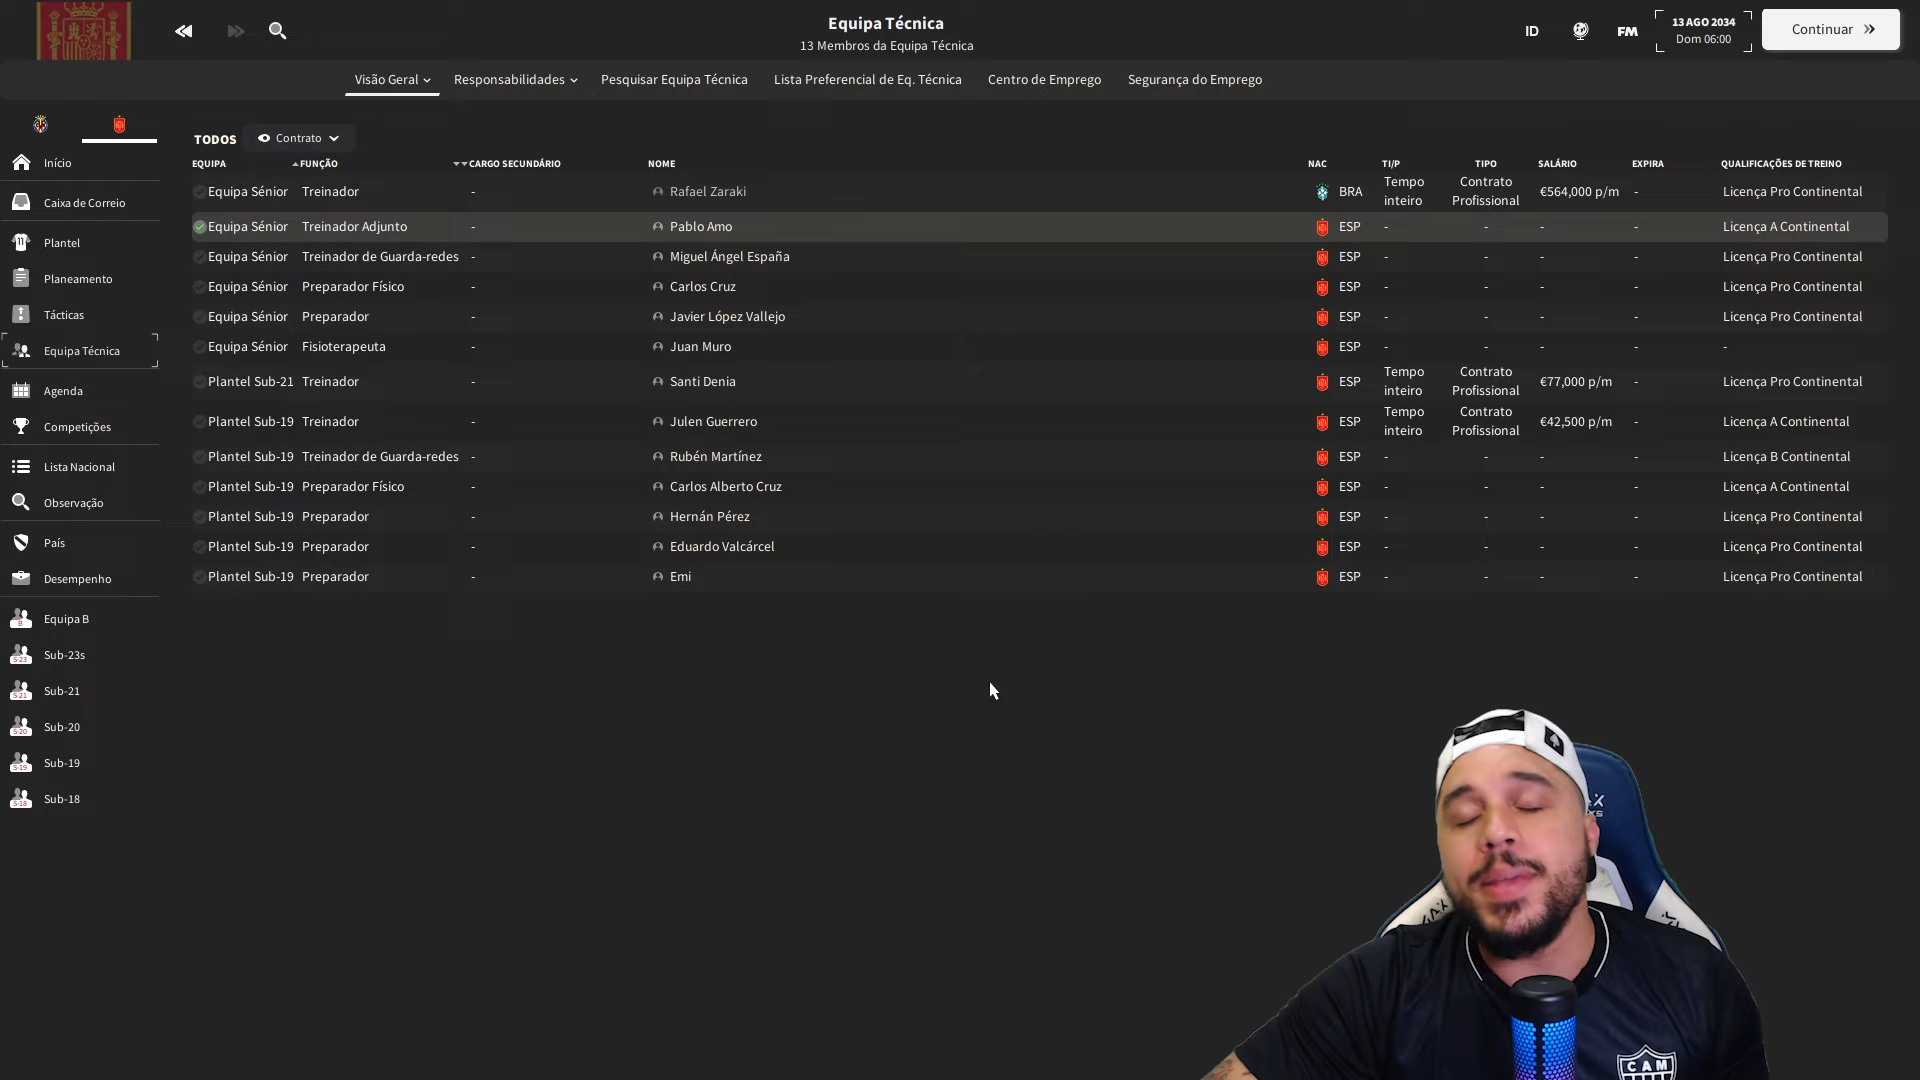 Equipa Técnica
13 Membros da Equipa Técnica
ID
FM
13 AGO 2034
Dom 06:00
Continuar
Visão Geral
Responsabilidades
Pesquisar Equipa Técnica
Lista Preferencial de Eq. Técnica
Centro de Emprego
Segurança do Emprego
Início
Caixa de Correio
11
Plantel
Planeamento
Tácticas
Equipa Técnica
Agenda
Competições
Lista Nacional
Observação
País
Desempenho
B
Equipa B
S-23
Sub-23s
S-21
Sub-21
S-20
Sub-20
S-19
Sub-19
S-18
Sub-18
TODOS
Contrato
EQUIPA FUNÇÃO CARGO SECUNDÁRIO NOME NAC TI/P TIPO SALÁRIO EXPIRA QUALIFICAÇÕES DE TREINO
Equipa Sénior Treinador - Rafael Zaraki BRA Tempo inteiro Contrato Profissional €564,000 p/m - Licença Pro Continental
Equipa Sénior Treinador Adjunto - Pablo Amo ESP - - - - Licença A Continental
Equipa Sénior Treinador de Guarda-redes - Miguel Ángel España ESP - - - - Licença Pro Continental
Equipa Sénior Preparador Físico - Carlos Cruz ESP - - - - Licença Pro Continental
Equipa Sénior Preparador - Javier López Vallejo ESP - - - - Licença Pro Continental
Equipa Sénior Fisioterapeuta - Juan Muro ESP - - - - -
Plantel Sub-21 Treinador - Santi Denia ESP Tempo inteiro Contrato Profissional €77,000 p/m - Licença Pro Continental
Plantel Sub-19 Treinador - Julen Guerrero ESP Tempo inteiro Contrato Profissional €42,500 p/m - Licença A Continental
Plantel Sub-19 Treinador de Guarda-redes - Rubén Martínez ESP - - - - Licença B Continental
Plantel Sub-19 Preparador Físico - Carlos Alberto Cruz ESP - - - - Licença A Continental
Plantel Sub-19 Preparador - Hernán Pérez ESP - - - - Licença Pro Continental
Plantel Sub-19 Preparador - Eduardo Valcárcel ESP - - - - Licença Pro Continental
Plantel Sub-19 Preparador - Emi ESP - - - - Licença Pro Continental
CAM